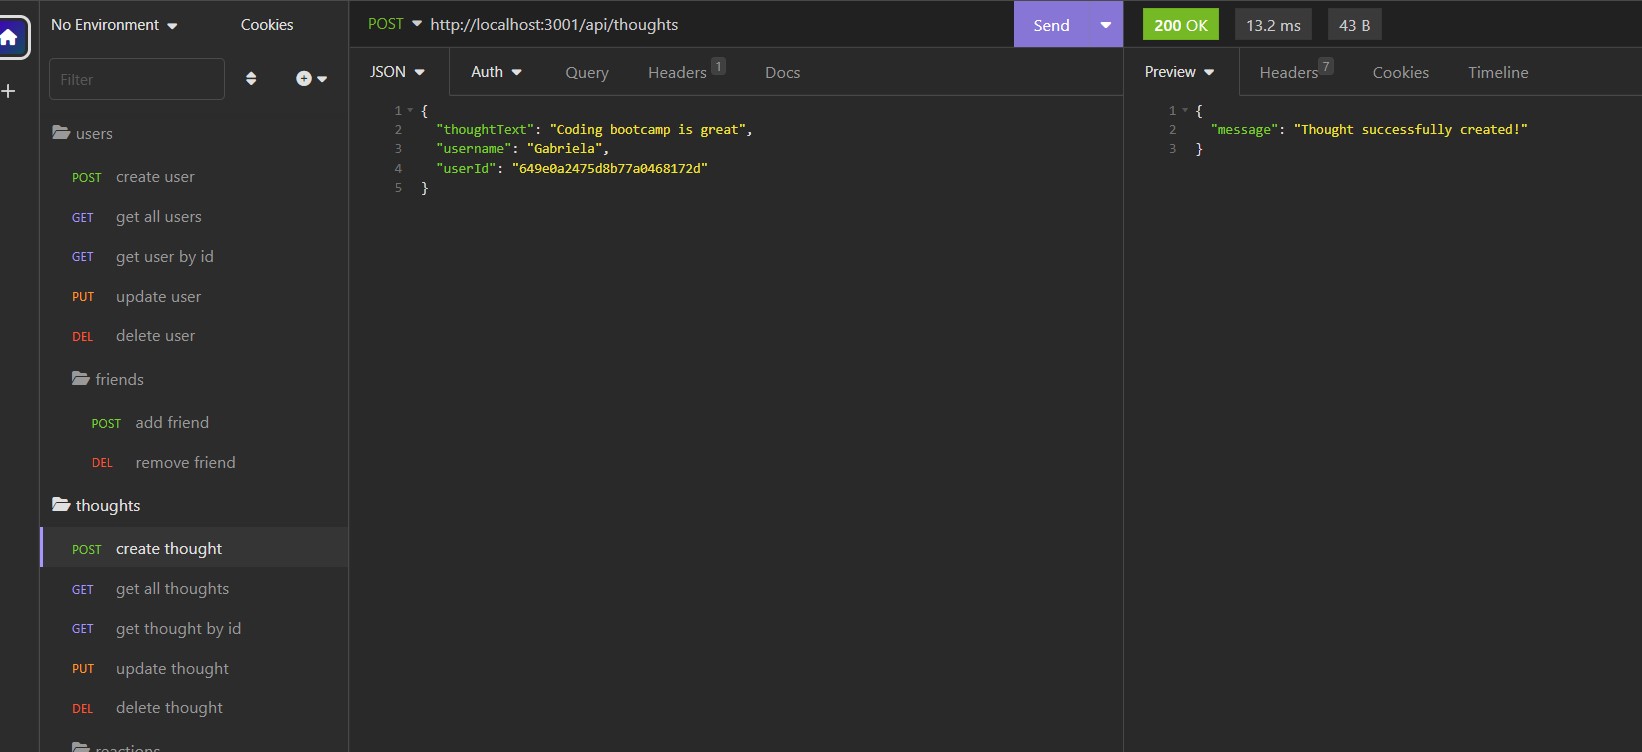 No Environment
Cookies
Filter
users
POST create user
GET get all users
GET get user by id
PUT update user
DEL delete user
friends
POST add friend
DEL remove friend
thoughts
POST create thought
GET get all thoughts
GET get thought by id
PUT update thought
DEL delete thought
reactions
POST http://localhost:3001/api/thoughts
Send
JSON Auth Query Headers 1 Docs
1 {
2 "thoughtText": "Coding bootcamp is great",
3 "username": "Gabriela",
4 "userId": "649e0a2475d8b77a0468172d"
5 }
200 OK 13.2 ms 43 B
Preview Headers 7 Cookies Timeline
1 {
2 "message": "Thought successfully created!"
3 }